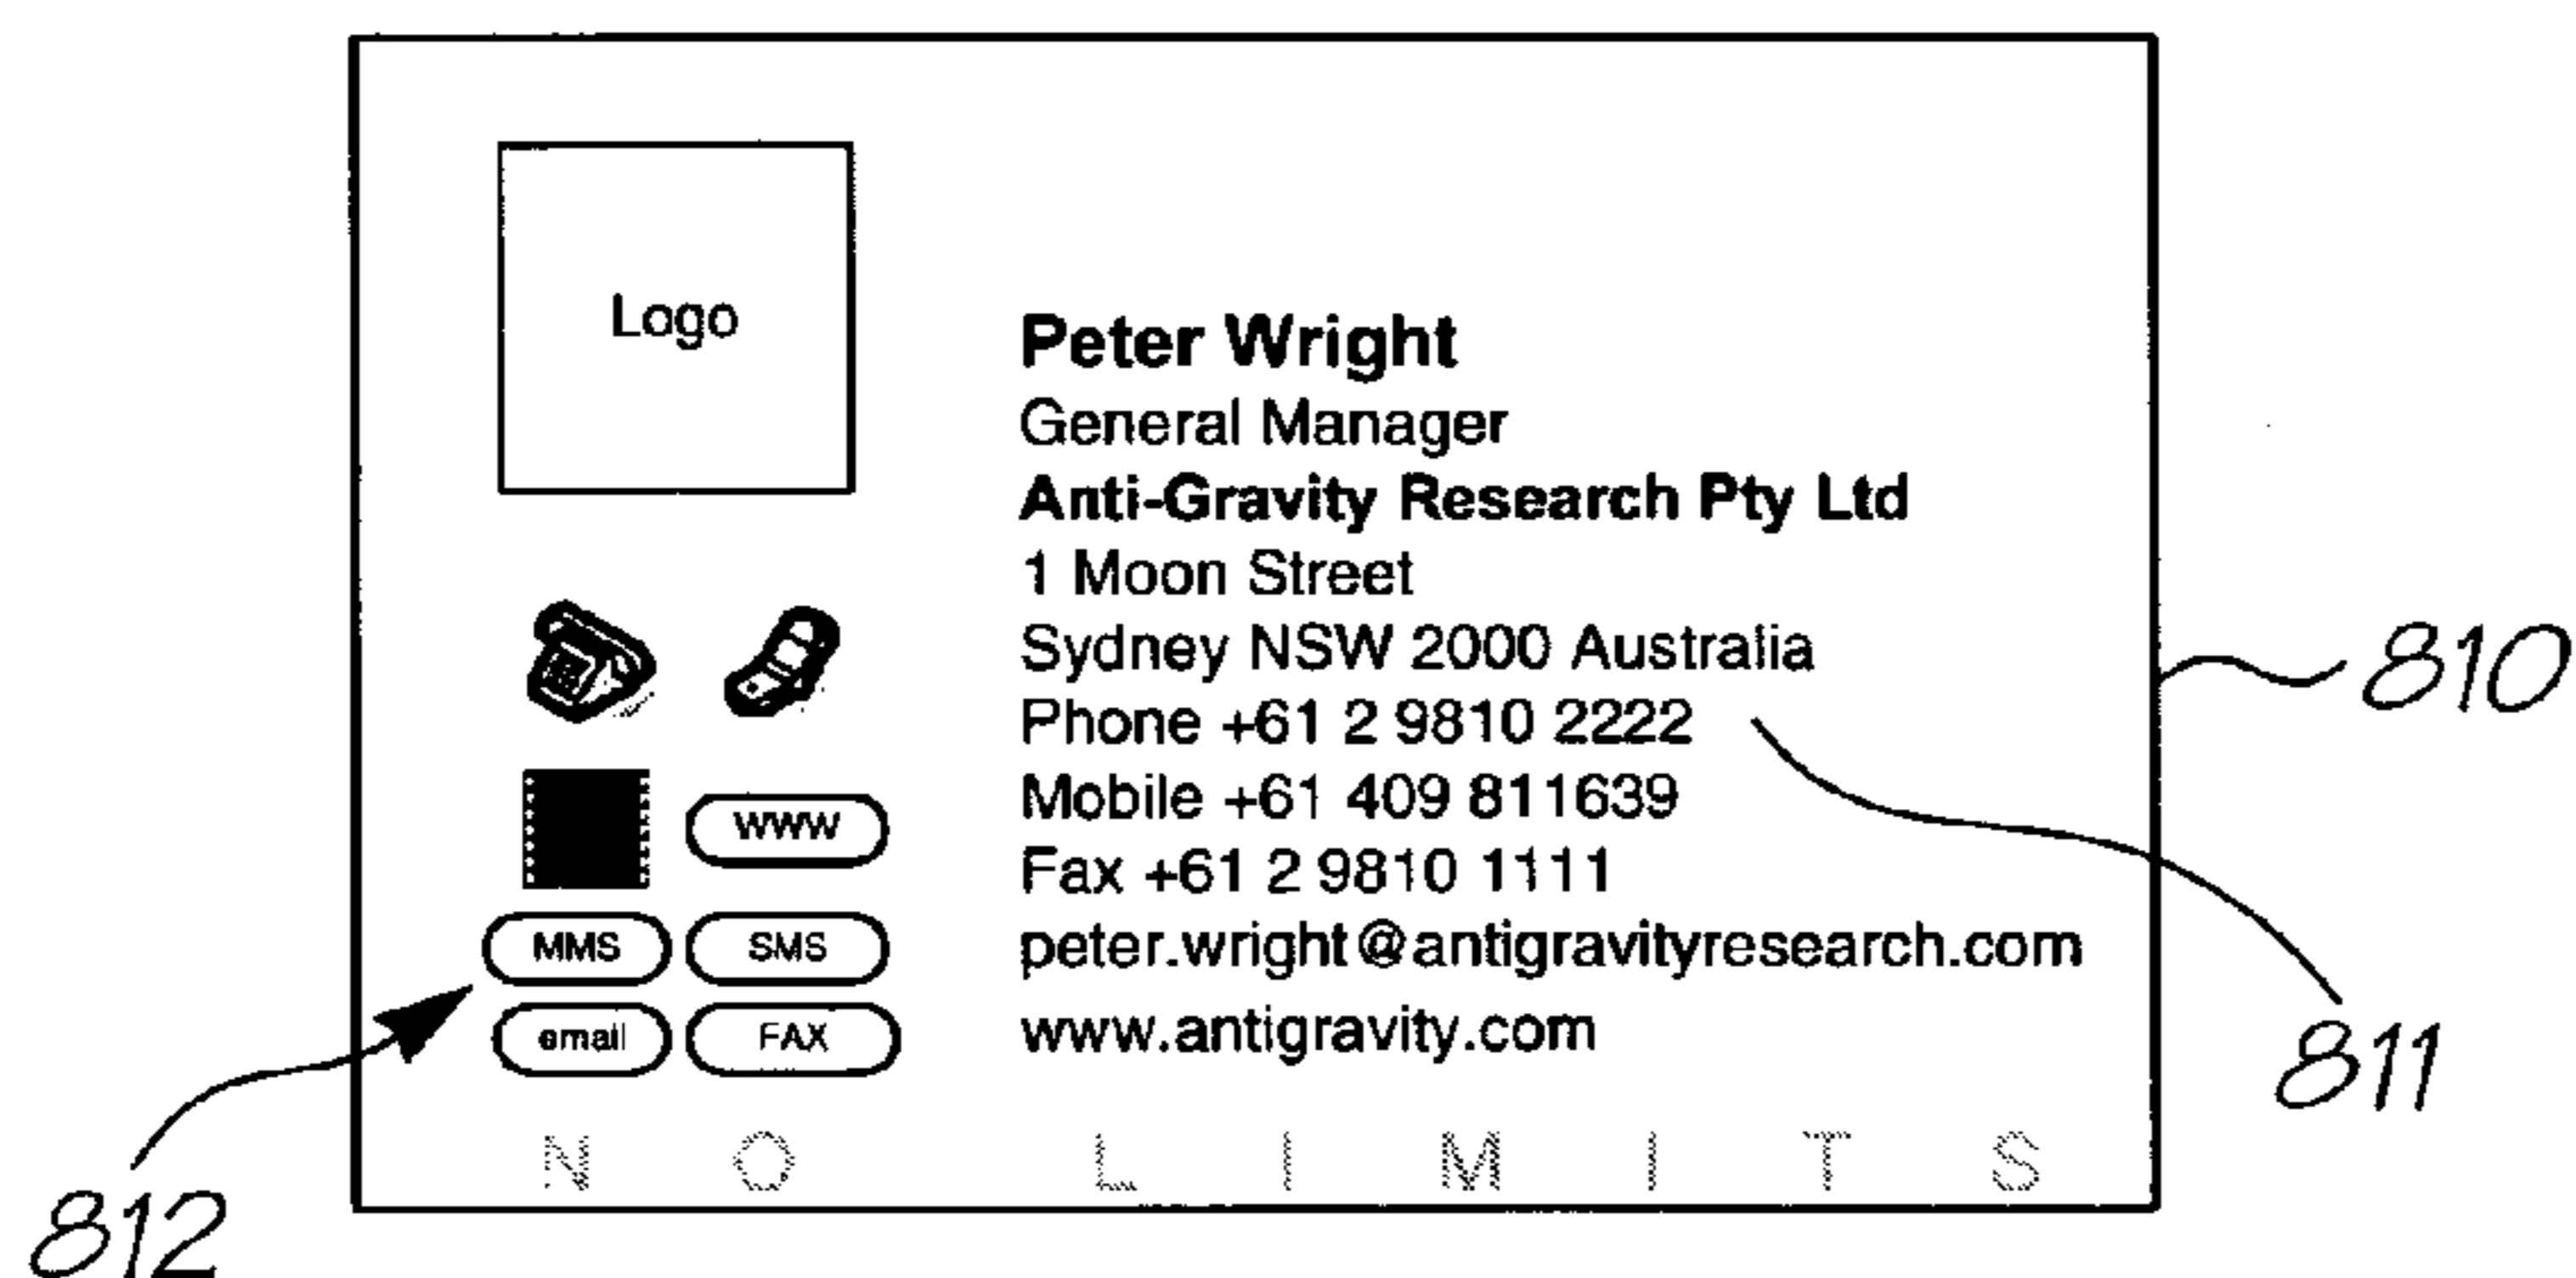 Logo
Peter Wright
General Manager
Anti-Gravity Research Pty Ltd
1 Moon Street
Sydney NSW 2000 Australia
Phone +61 2 9810 2222
Mobile +61 409 811639
Fax +61 2 9810 1111
peter.wright@antigravityresearch.com
www.antigravity.com
WWW
MMS SMS
email FAX
NO LIMITS
810
811
812